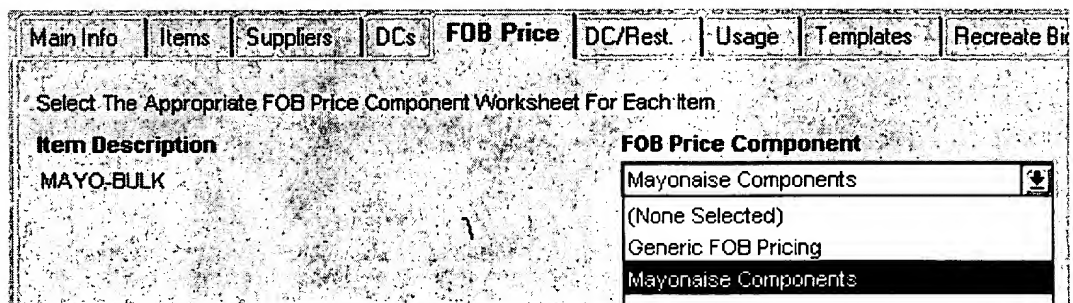 Main Info Items Suppliers DCs FOB Price DC/Rest. Usage Templates Recreate
Select The Appropriate FOB Price Component Worksheet For Each Item
Item Description FOB Price Component
MAYO-BULK Mayonaise Components
(None Selected)
Generic FOB Pricing
Mayonaise Components